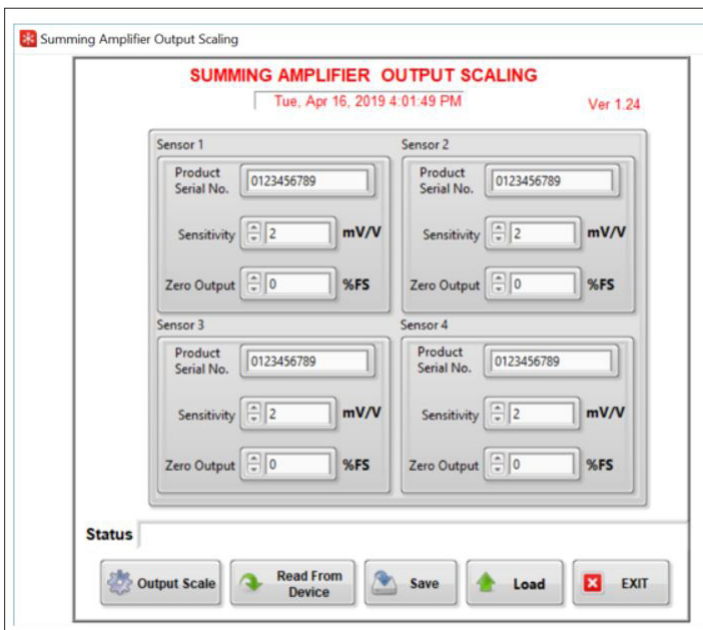 Summing Amplifier Output Scaling
SUMMING AMPLIFIER OUTPUT SCALING
Tue, Apr 16, 2019 4:01:49 PM
Ver 1.24
Sensor 1
Product
Serial No.
0123456789
Sensitivity 2 mV/V
Zero Output 0 %FS
Sensor 2
Product
Serial No.
0123456789
Sensitivity 2 mV/V
Zero Output 0 %FS
Sensor 3
Product
Serial No.
0123456789
Sensitivity 2 mV/V
Zero Output 0 %FS
Sensor 4
Product
Serial No.
0123456789
Sensitivity 2 mV/V
Zero Output 0 %FS
Status
Output Scale
Read From
Device
Save
Load
EXIT